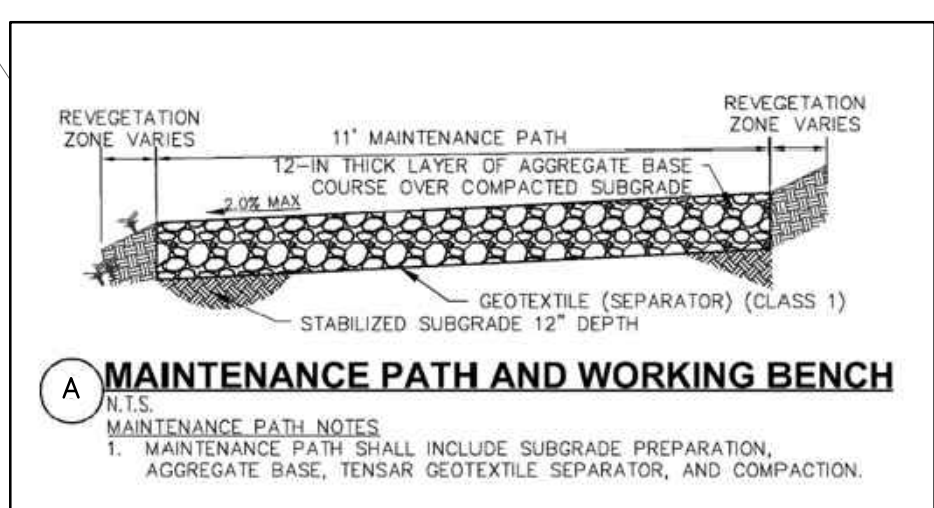 REVEGETATION
ZONE VARIES
REVEGETATION
ZONE VARIES
11' MAINTENANCE PATH
12-IN THICK LAYER OF AGGREGATE BASE
COURSE OVER COMPACTED SUBGRADE
2.0% MAX
GEOTEXTILE (SEPARATOR) (CLASS 1)
STABILIZED SUBGRADE 12" DEPTH
A MAINTENANCE PATH AND WORKING BENCH
N.T.S.
MAINTENANCE PATH NOTES
1. MAINTENANCE PATH SHALL INCLUDE SUBGRADE PREPARATION,
AGGREGATE BASE, TENSAR GEOTEXTILE SEPARATOR, AND COMPACTION.